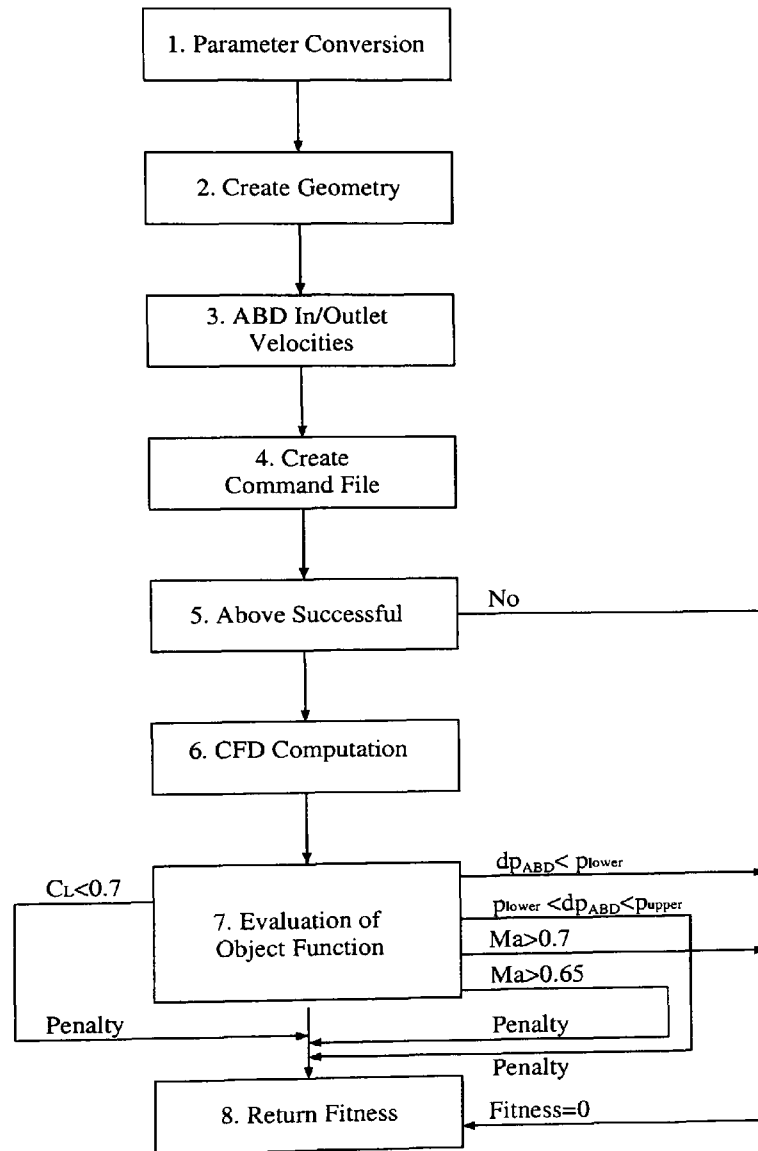 1. Parameter Conversion
2. Create Geometry
3. ABD In/Outlet
Velocities
4. Create
Command File
5. Above Successful
No
6. CFD Computation
dpABD< plower
CL<0.7
plower <dpABD<pupper
7. Evaluation of
Object Function
Ma>0.7
Ma>0.65
Penalty
Penalty
Penalty
8. Return Fitness
Fitness=0